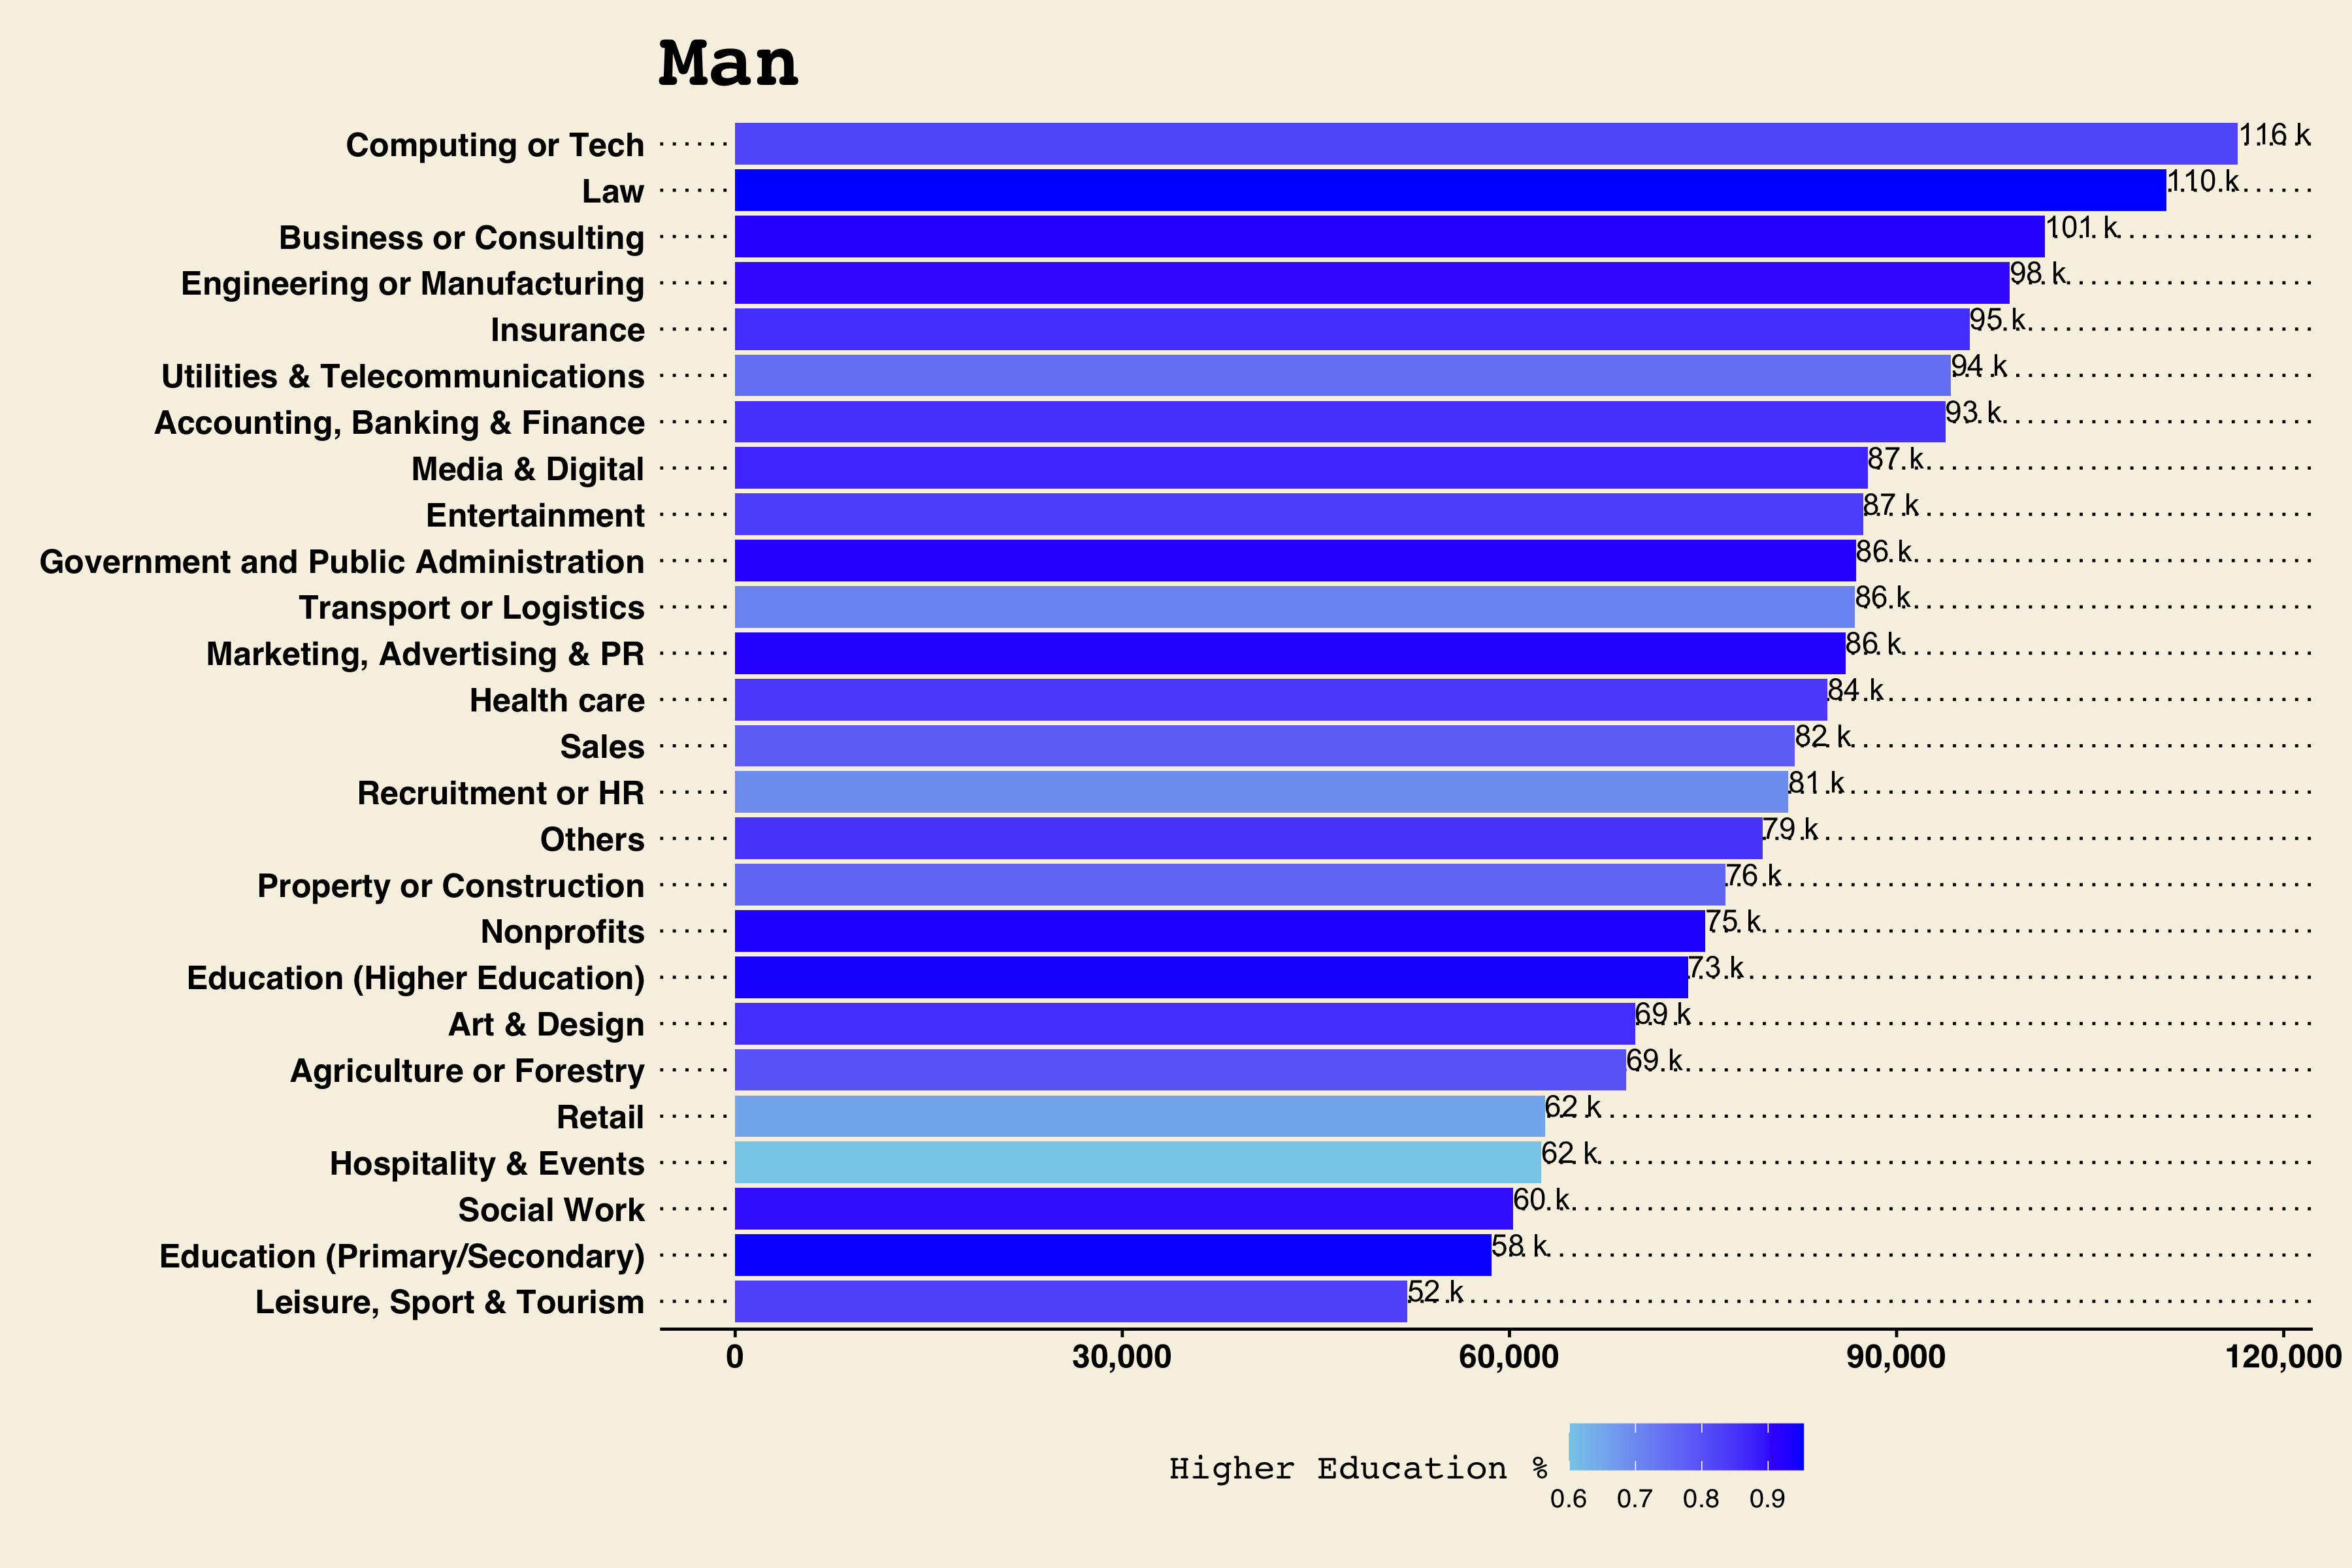 Man
Computing or Tech 116 k
Law 110 k
Business or Consulting 101 k
Engineering or Manufacturing 98 k
Insurance 95 k
Utilities & Telecommunications 94 k
Accounting, Banking & Finance 93 k
Media & Digital 87 k
Entertainment 87 k
Government and Public Administration 86 k
Transport or Logistics 86 k
Marketing, Advertising & PR 86 k
Health care 84 k
Sales 82 k
Recruitment or HR 81 k
Others 79 k
Property or Construction 76 k
Nonprofits 75 k
Education (Higher Education) 73 k
Art & Design 69 k
Agriculture or Forestry 69 k
Retail 62 k
Hospitality & Events 62 k
Social Work 60 k
Education (Primary/Secondary) 58 k
Leisure, Sport & Tourism 52 k
0 30,000 60,000 90,000 120,000
Higher Education %
0.6 0.7 0.8 0.9